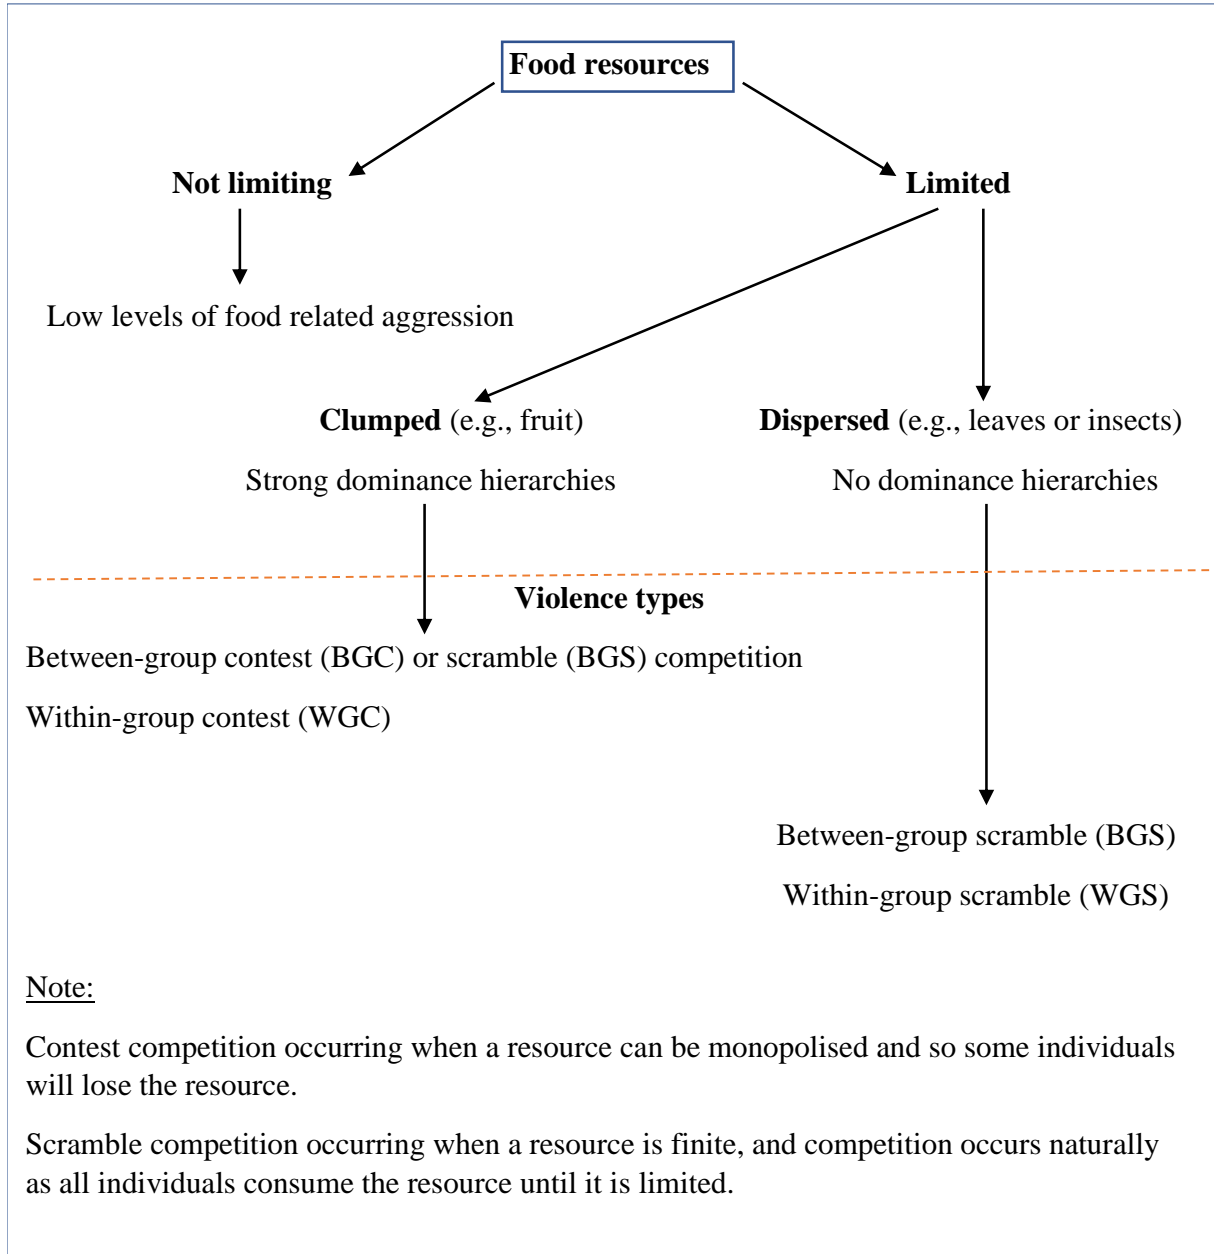 Food resources
Not limiting
Limited
Low levels of food related aggression
Clumped (e.g., fruit)
Dispersed (e.g., leaves or insects)
Strong dominance hierarchies
No dominance hierarchies
Violence types
Between-group contest (BGC) or scramble (BGS) competition
Within-group contest (WGC)
Between-group scramble (BGS)
Within-group scramble (WGS)
Note:
Contest competition occurring when a resource can be monopolised and so some individuals
will lose the resource.
Scramble competition occurring when a resource is finite, and competition occurs naturally
as all individuals consume the resource until it is limited.